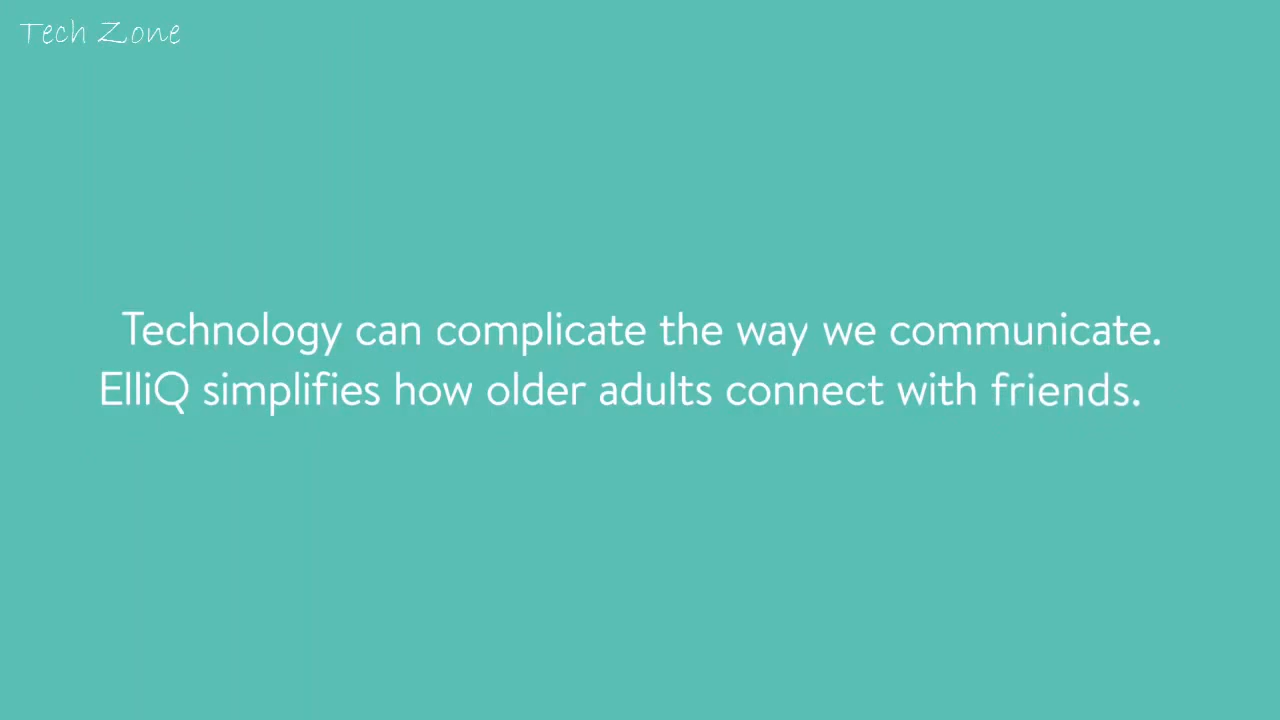 Tech Zone
Technology can complicate the way we communicate.
ElliQ simplifies how older adults connect with friends.